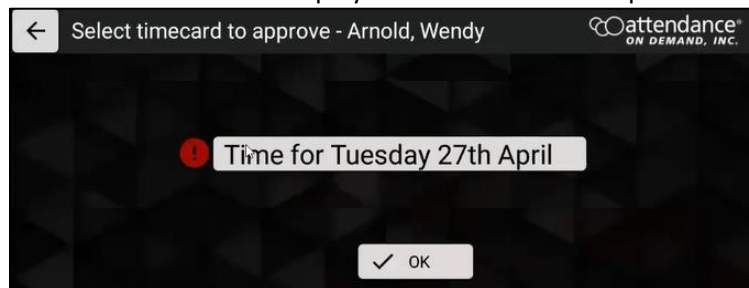 Select timecard to approve - Arnold, Wendy
attendance®
ON DEMAND, INC.
Time for Tuesday 27th April
OK